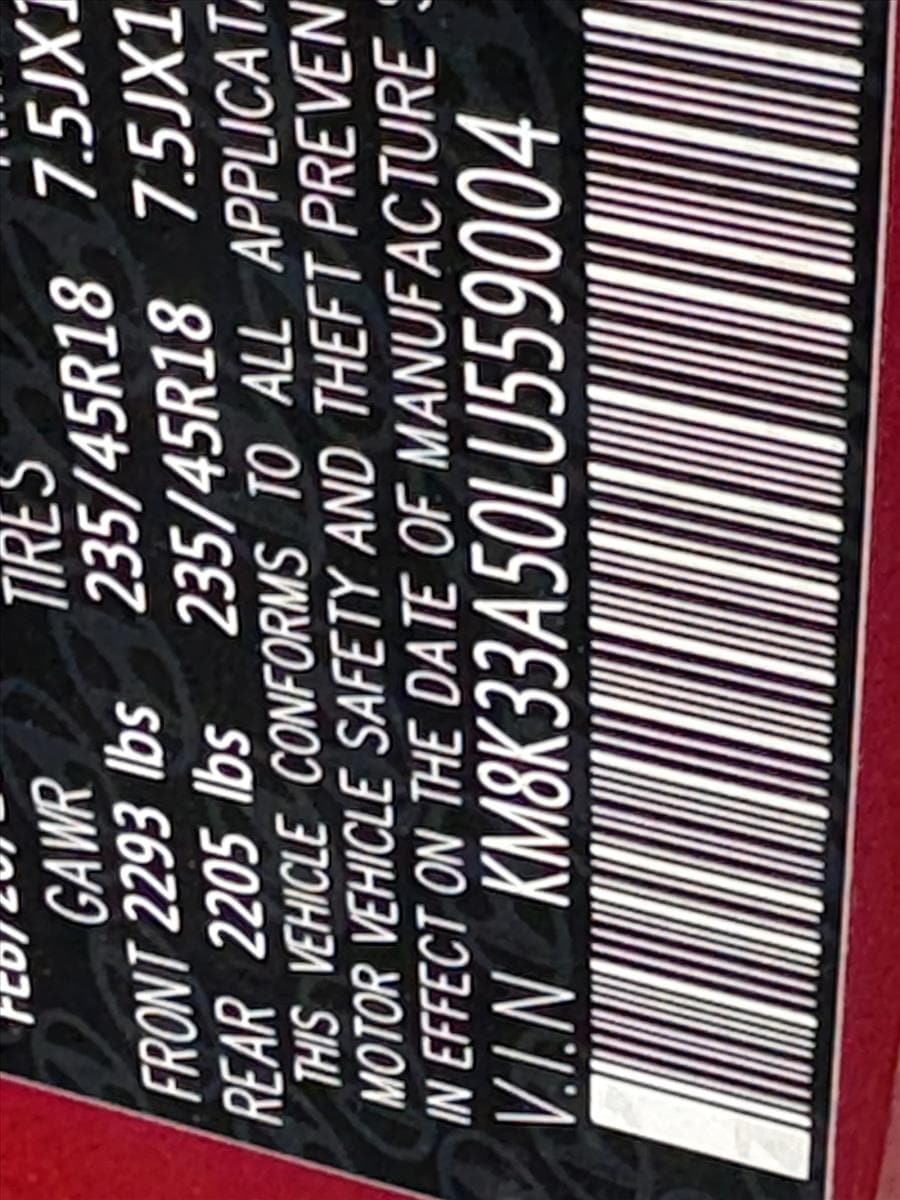 GAWR TIRES
FRONT 2293 lbs 235/45R18 7.5JX1
REAR 2205 lbs 235/45R18 7.5JX1
THIS VEHICLE CONFORMS TO ALL APPLICAT
MOTOR VEHICLE SAFETY AND THEFT PREVEN
IN EFFECT ON THE DATE OF MANUFACTURE
V.I.N KM8K33A50LU559004